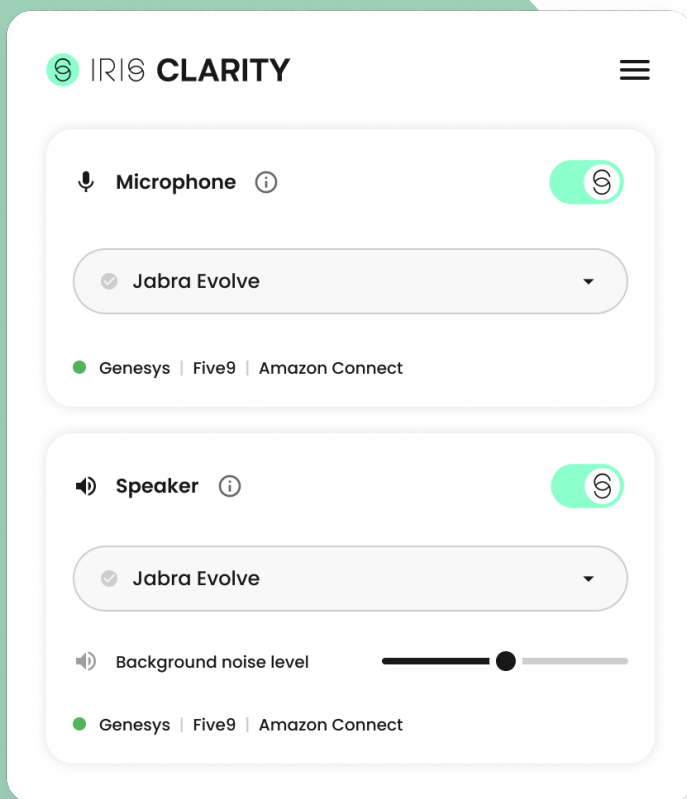 IRIS CLARITY
Microphone
Jabra Evolve
Genesys | Five9 | Amazon Connect
Speaker
Jabra Evolve
Background noise level
Genesys | Five9 | Amazon Connect